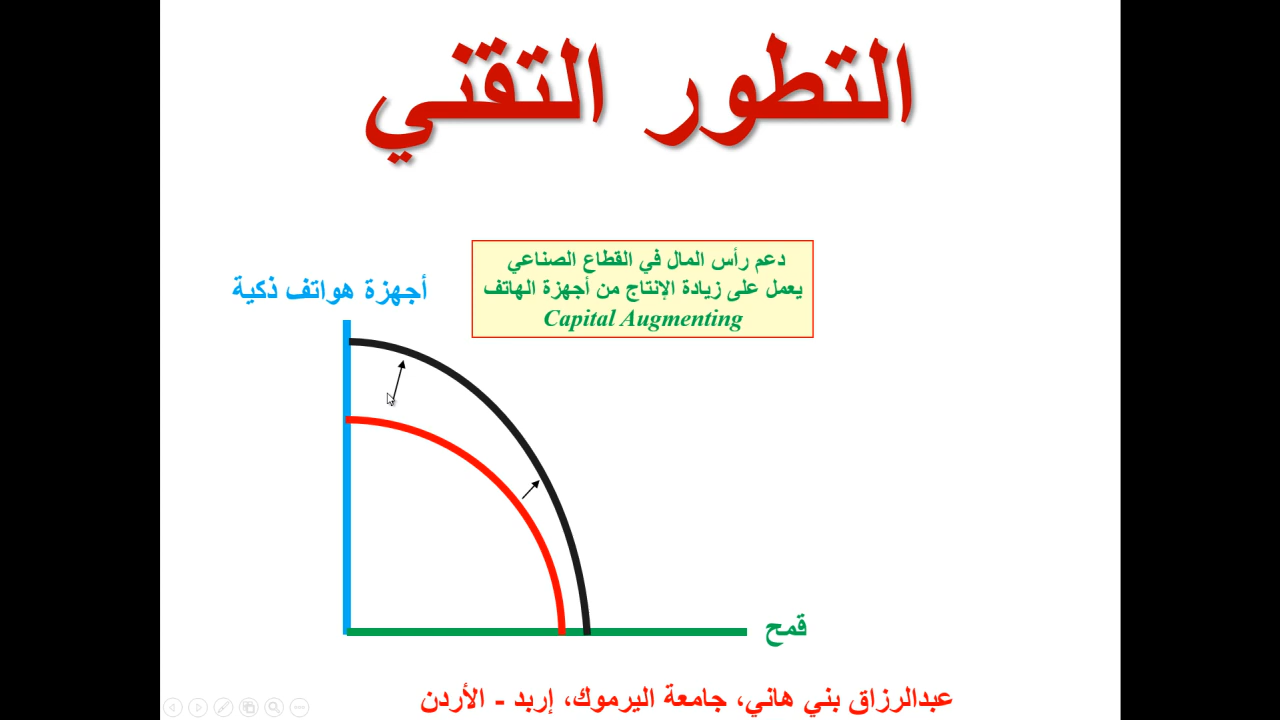 التطور التقني
دعم رأس المال في القطاع الصناعي
يعمل على زيادة الإنتاج من أجهزة الهاتف
Capital Augmenting
أجهزة هواتف ذكية
قمح
عبدالرزاق بني هاني، جامعة اليرموك، إربد - الأردن